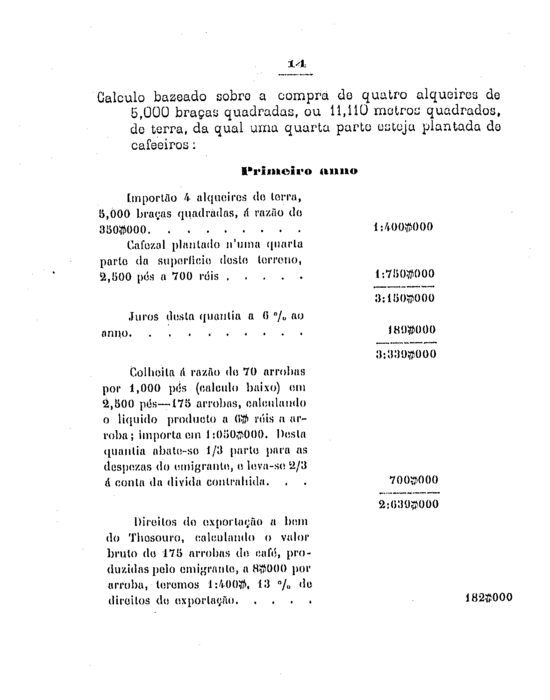 14
Calculo bazeado sobre a compra de quatro alqueires de
5,000 braças quadradas, ou 11,110 metros quadrados,
de terra, da qual uma quarta parte esteja plantada de
cafeeiros:
Primeiro anno
Importão 4 alqueires de terra,
5,000 braças quadradas, á razão de
350$000. . . . . . . . . 1:400$000
Cafezal plantado n'uma quarta
parte da superficie deste terreno,
2,500 pés a 700 réis . . . . . 1:750$000
3:150$000
Juros desta quantia a 6 % ao
anno. . . . . . . . . . 189$000
3:339$000
Colheita á razão de 70 arrobas
por 1,000 pés (calculo baixo) em
2,500 pés—175 arrobas, calculando
o liquido producto a 6$ réis a ar-
roba; importa em 1:050$000. Desta
quantia abate-se 1/3 parte para as
despezas do emigrante, e leva-se 2/3
á conta da divida contrahida. . . 700$000
2:639$000
Direitos de exportação a bem
do Thesouro, calculando o valor
bruto de 175 arrobas de café, pro-
duzidas pelo emigrante, a 8$000 por
arroba, teremos 1:400$, 13 % de
direitos de exportação. . . . . 182$000